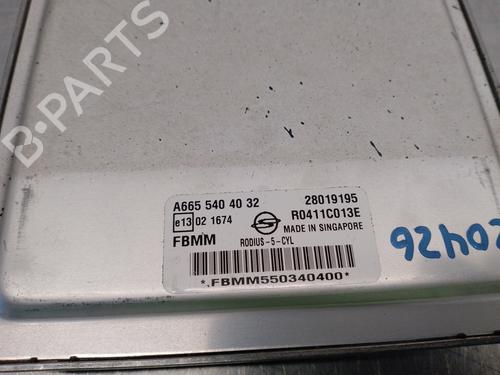 B-PARTS
A665 540 40 32
28019195
e13 02 1674
R0411C013E
MADE IN SINGAPORE
FBMM
RODIUS-5-CYL
*.FBMM550340400*
20426